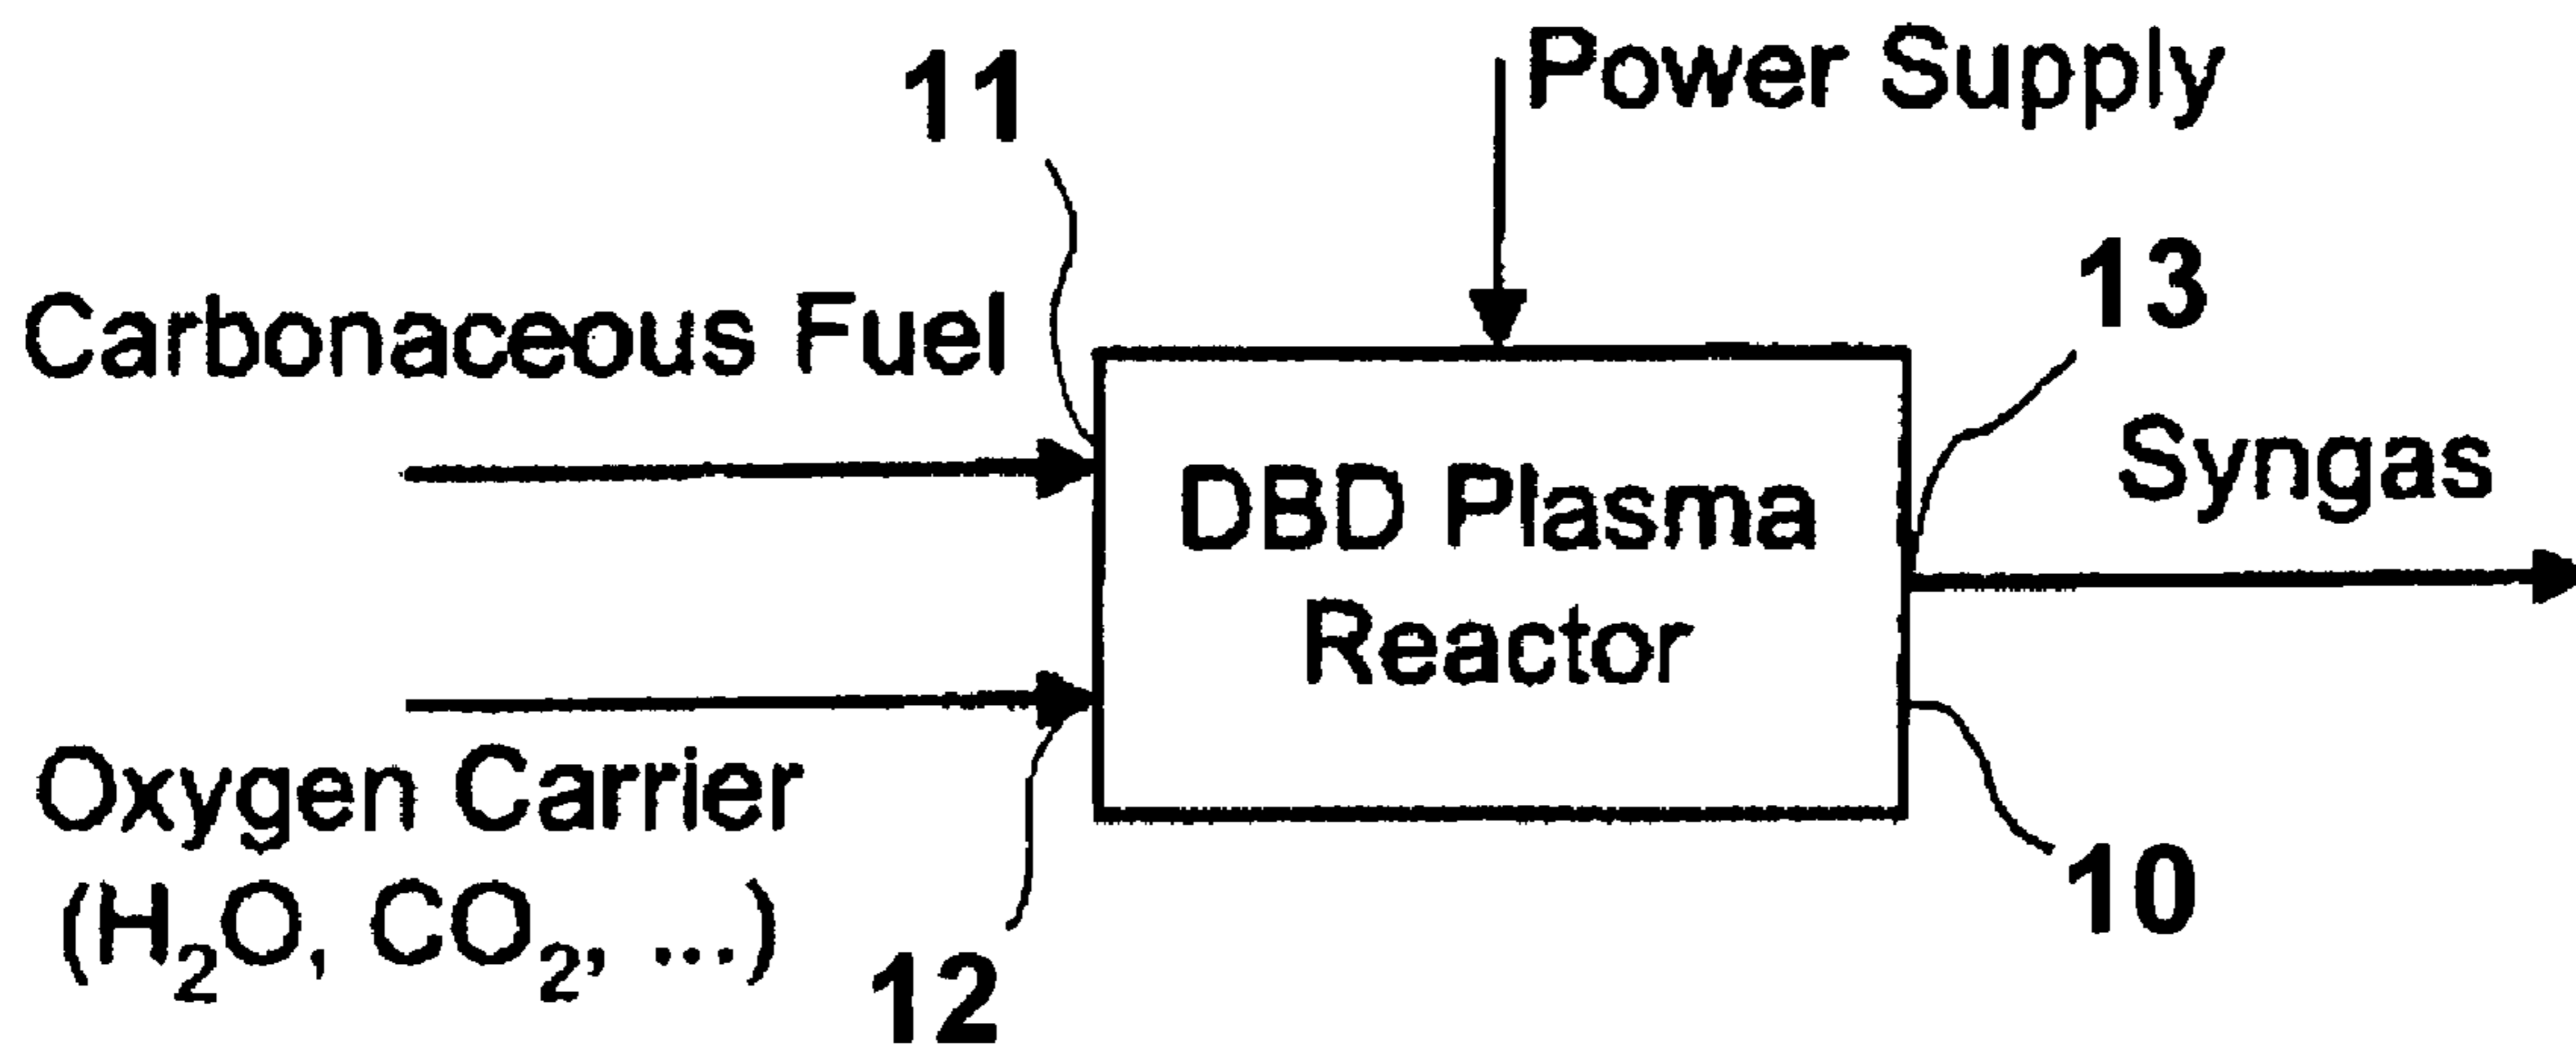 11
Power Supply
13
Carbonaceous Fuel
Syngas
DBD Plasma
Reactor
Oxygen Carrier
(H₂O, CO₂, ...)
12
10